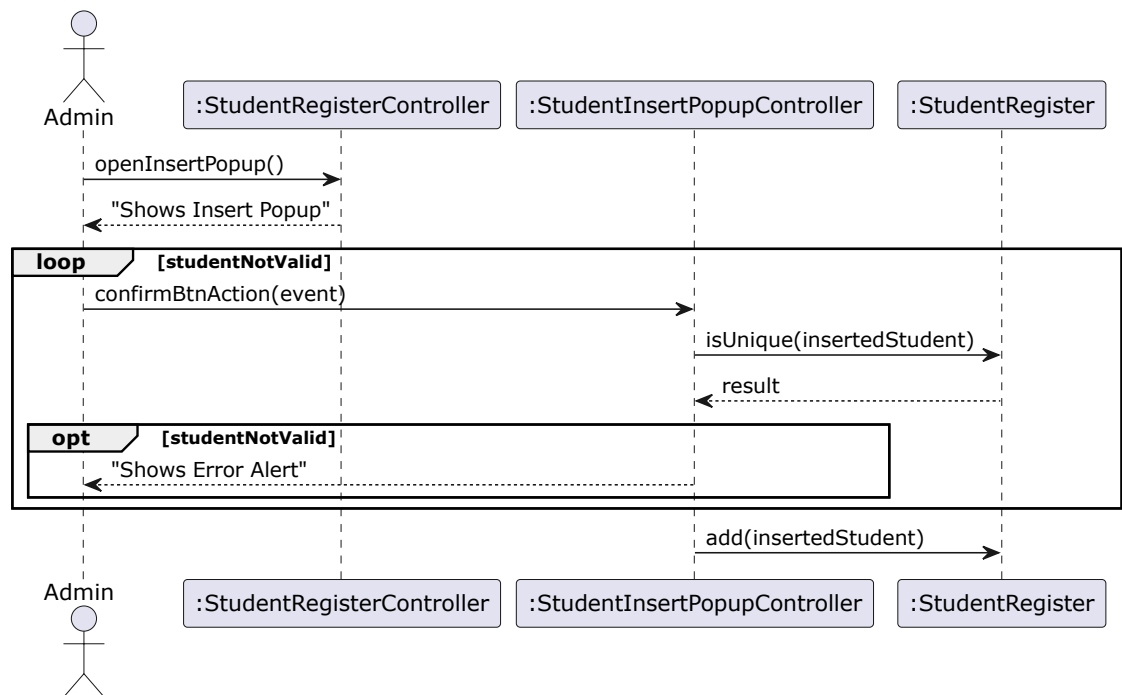 Admin
:StudentRegisterController
:StudentInsertPopupController
:StudentRegister
openInsertPopup()
"Shows Insert Popup"
loop [studentNotValid]
confirmBtnAction(event)
isUnique(insertedStudent)
result
opt [studentNotValid]
"Shows Error Alert"
add(insertedStudent)
Admin
:StudentRegisterController
:StudentInsertPopupController
:StudentRegister